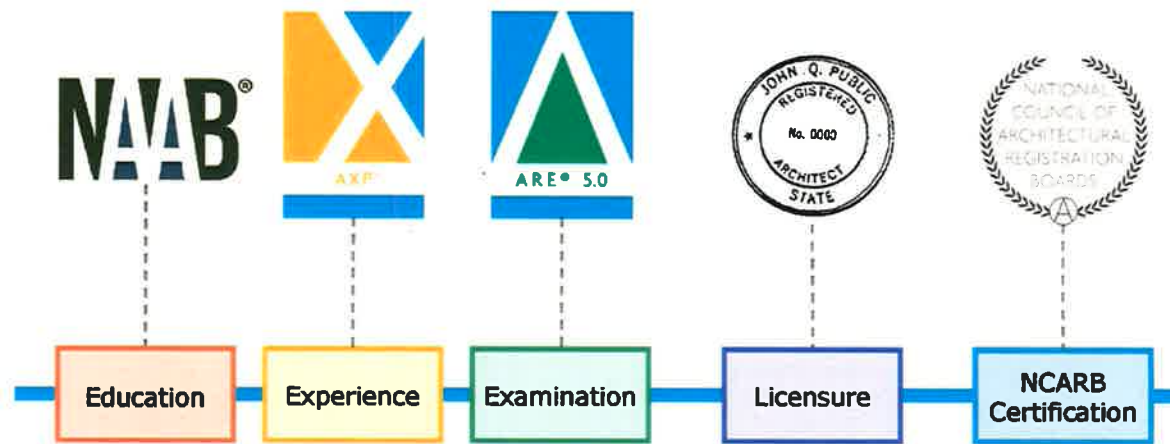 NAAB®
AXP™
ARE® 5.0
JOHN Q. PUBLIC
REGISTERED
No. 0000
ARCHITECT
STATE
NATIONAL
COUNCIL OF
ARCHITECTURAL
REGISTRATION
BOARDS
A
Education
Experience
Examination
Licensure
NCARB
Certification